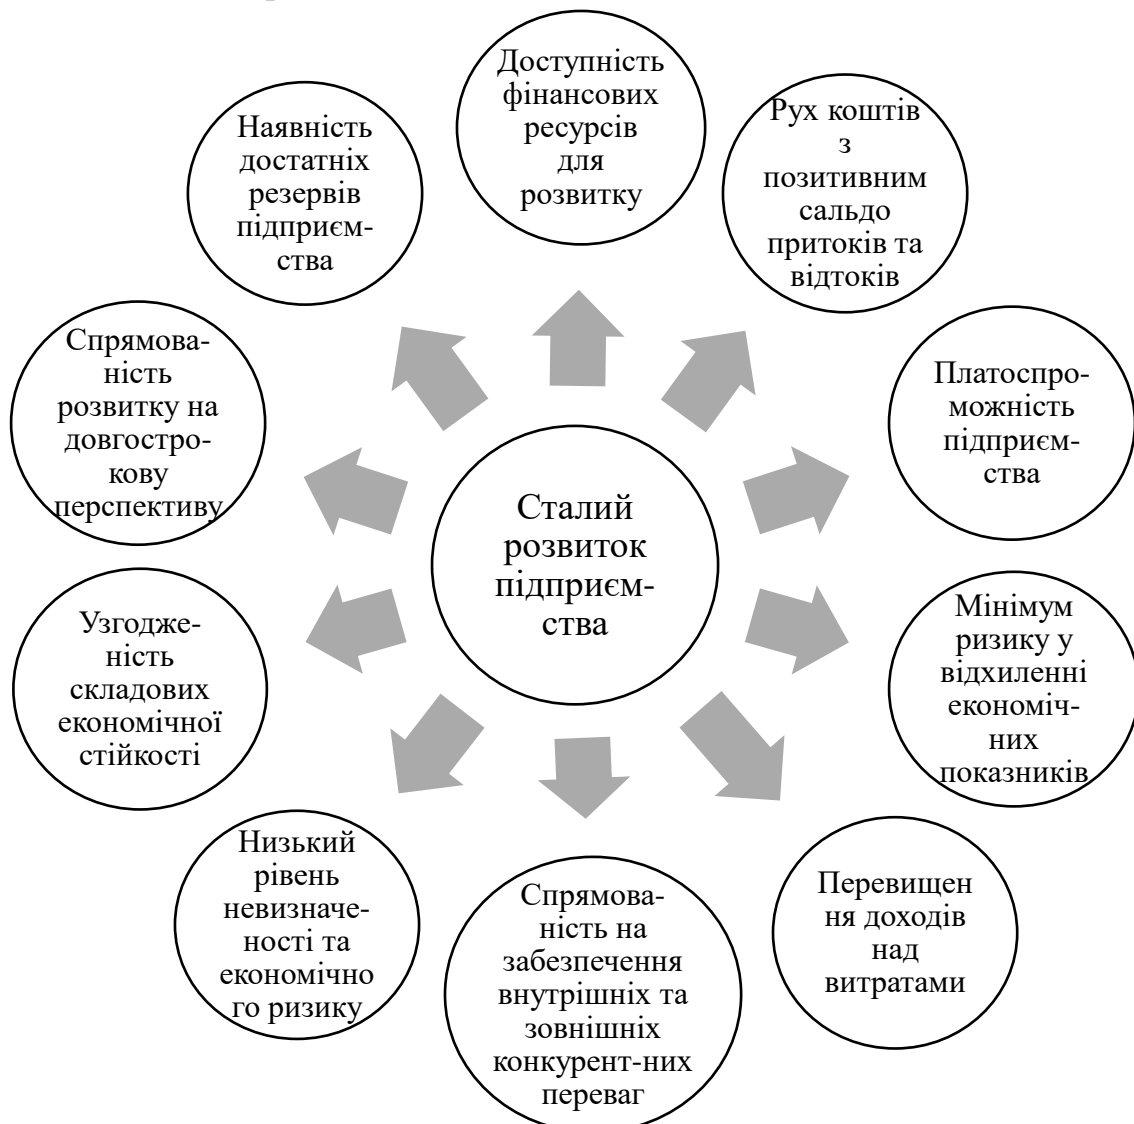 Доступність
фінансових
ресурсів
для
розвитку
Рух коштів
з
позитивним
сальдо
притоків та
відтоків
Платоспро-
можність
підприєм-
ства
Мінімум
ризику у
відхиленні
економіч-
них
показників
Перевищен
ня доходів
над
витратами
Спрямова-
ність на
забезпечення
внутрішніх та
зовнішніх
конкурент-них
переваг
Низький
рівень
невизначе-
ності та
економічно
го ризику
Узгодже-
ність
складових
економічної
стійкості
Спрямова-
ність
розвитку на
довгостро-
кову
перспективу
Наявність
достатніх
резервів
підприєм-
ства
Сталий
розвиток
підприєм-
ства